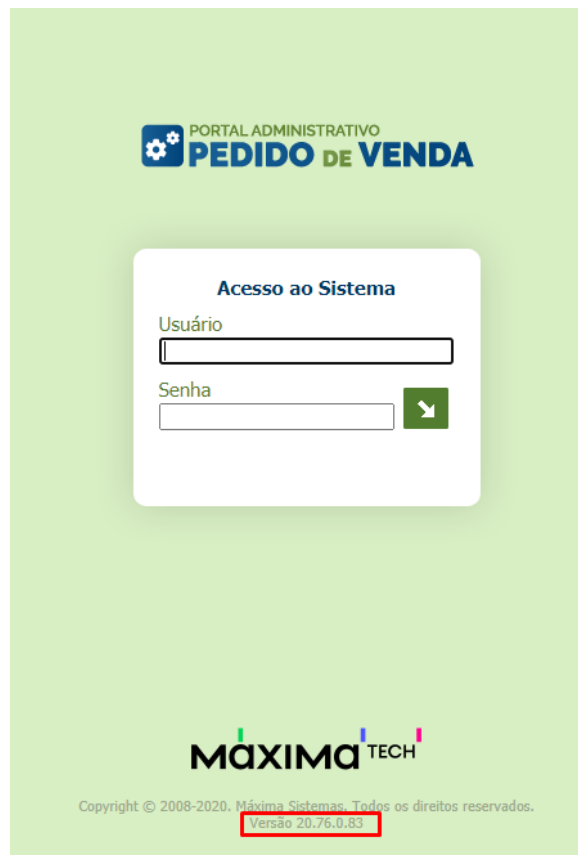 PORTAL ADMINISTRATIVO
PEDIDO DE VENDA
Acesso ao Sistema
Usuário
Senha
MÁXIMA TECH
Copyright © 2008-2020. Máxima Sistemas. Todos os direitos reservados.
Versão 20.76.0.83